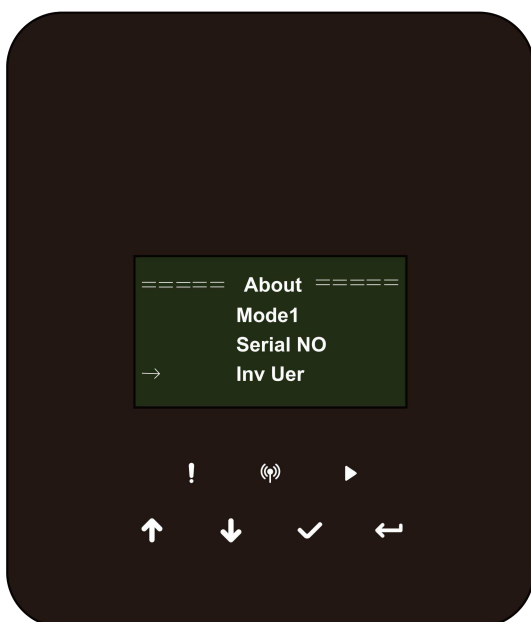 ===== About =====
Mode1
Serial NO
→ Inv Uer